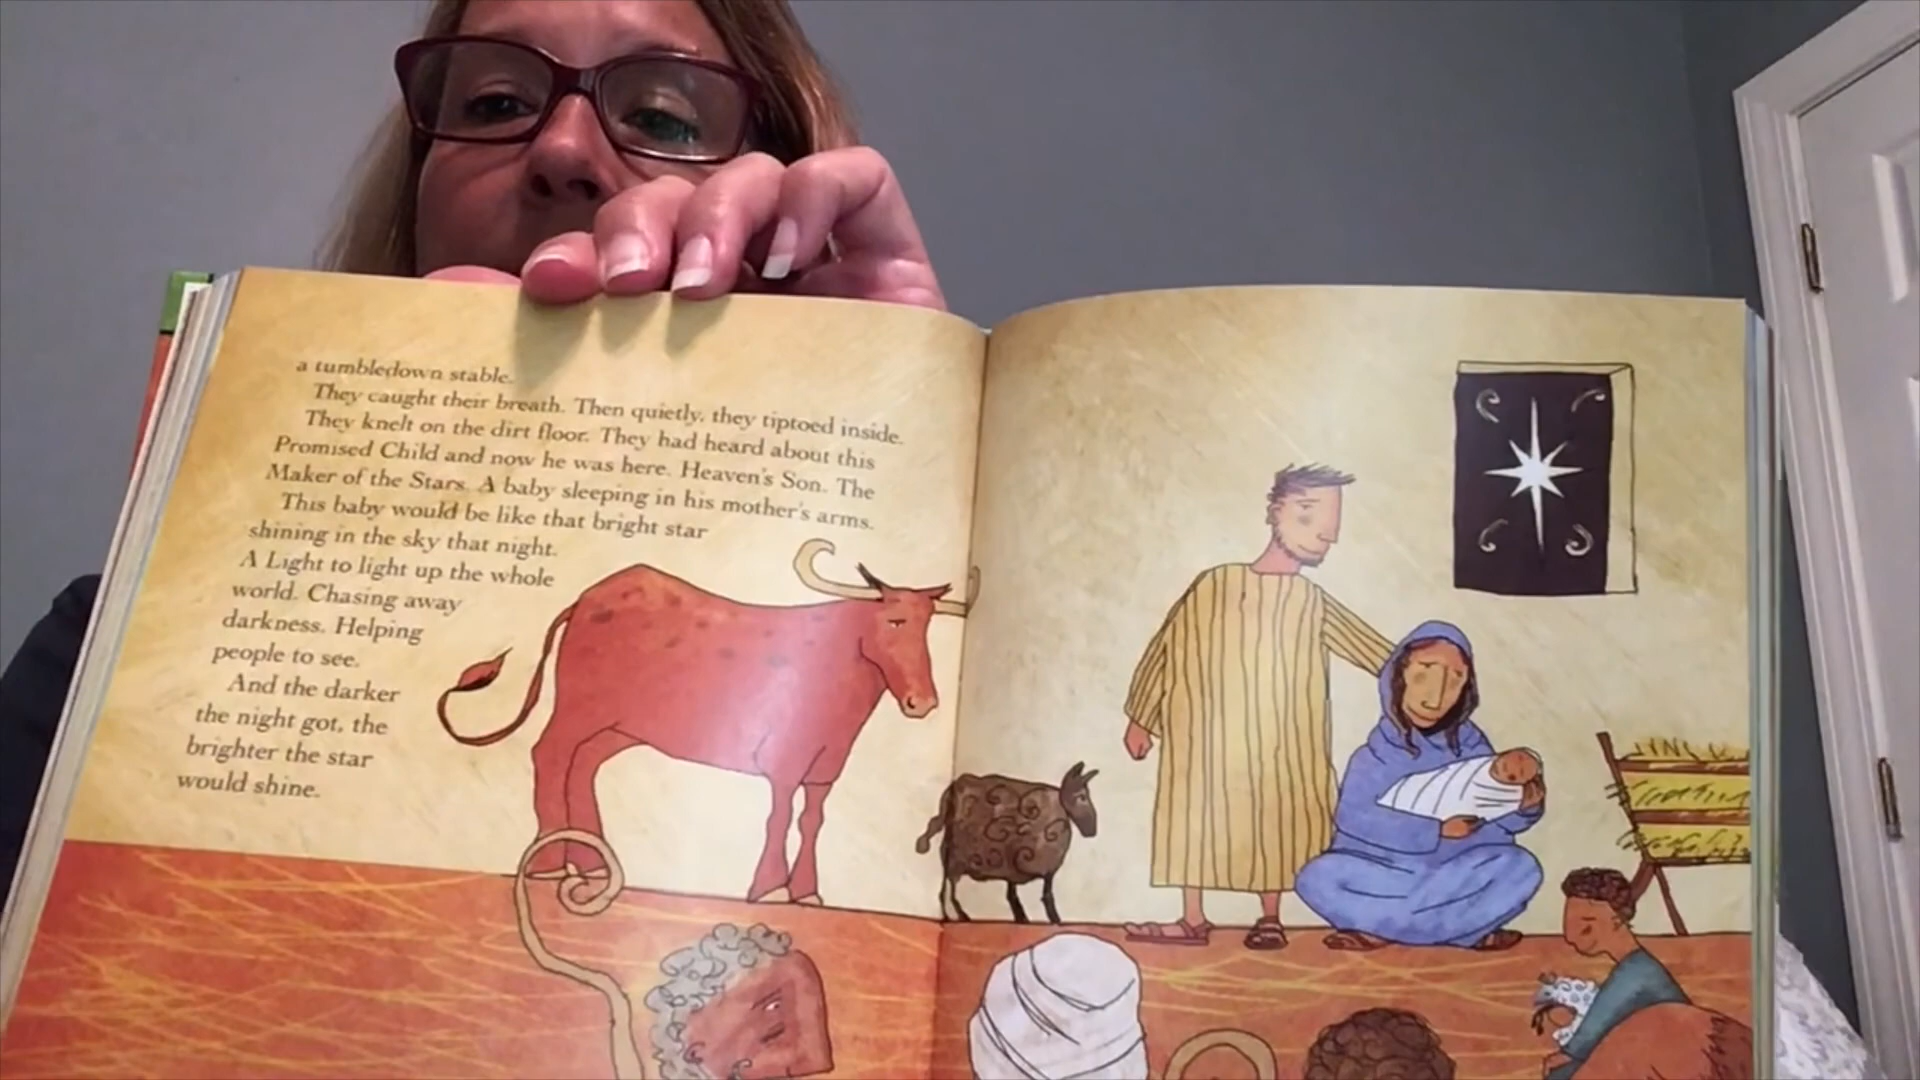 a tumbledown stable.
They caught their breath. Then quietly, they tiptoed inside.
They knelt on the dirt floor. They had heard about this
Promised Child and now he was here. Heaven's Son. The
Maker of the Stars. A baby sleeping in his mother's arms.
This baby would be like that bright star
shining in the sky that night.
A Light to light up the whole
world. Chasing away
darkness. Helping
people to see.
And the darker
the night got, the
brighter the star
would shine.